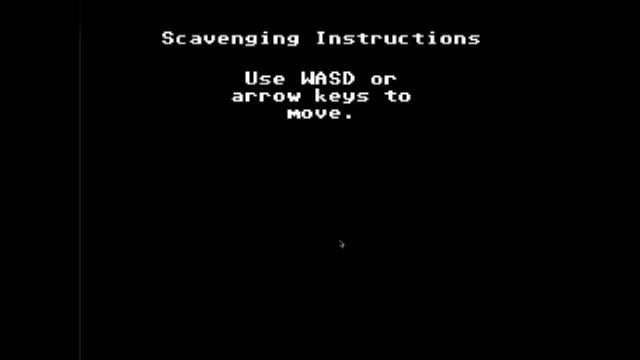 Scavenging Instructions
Use WASD or
arrow keys to
move.